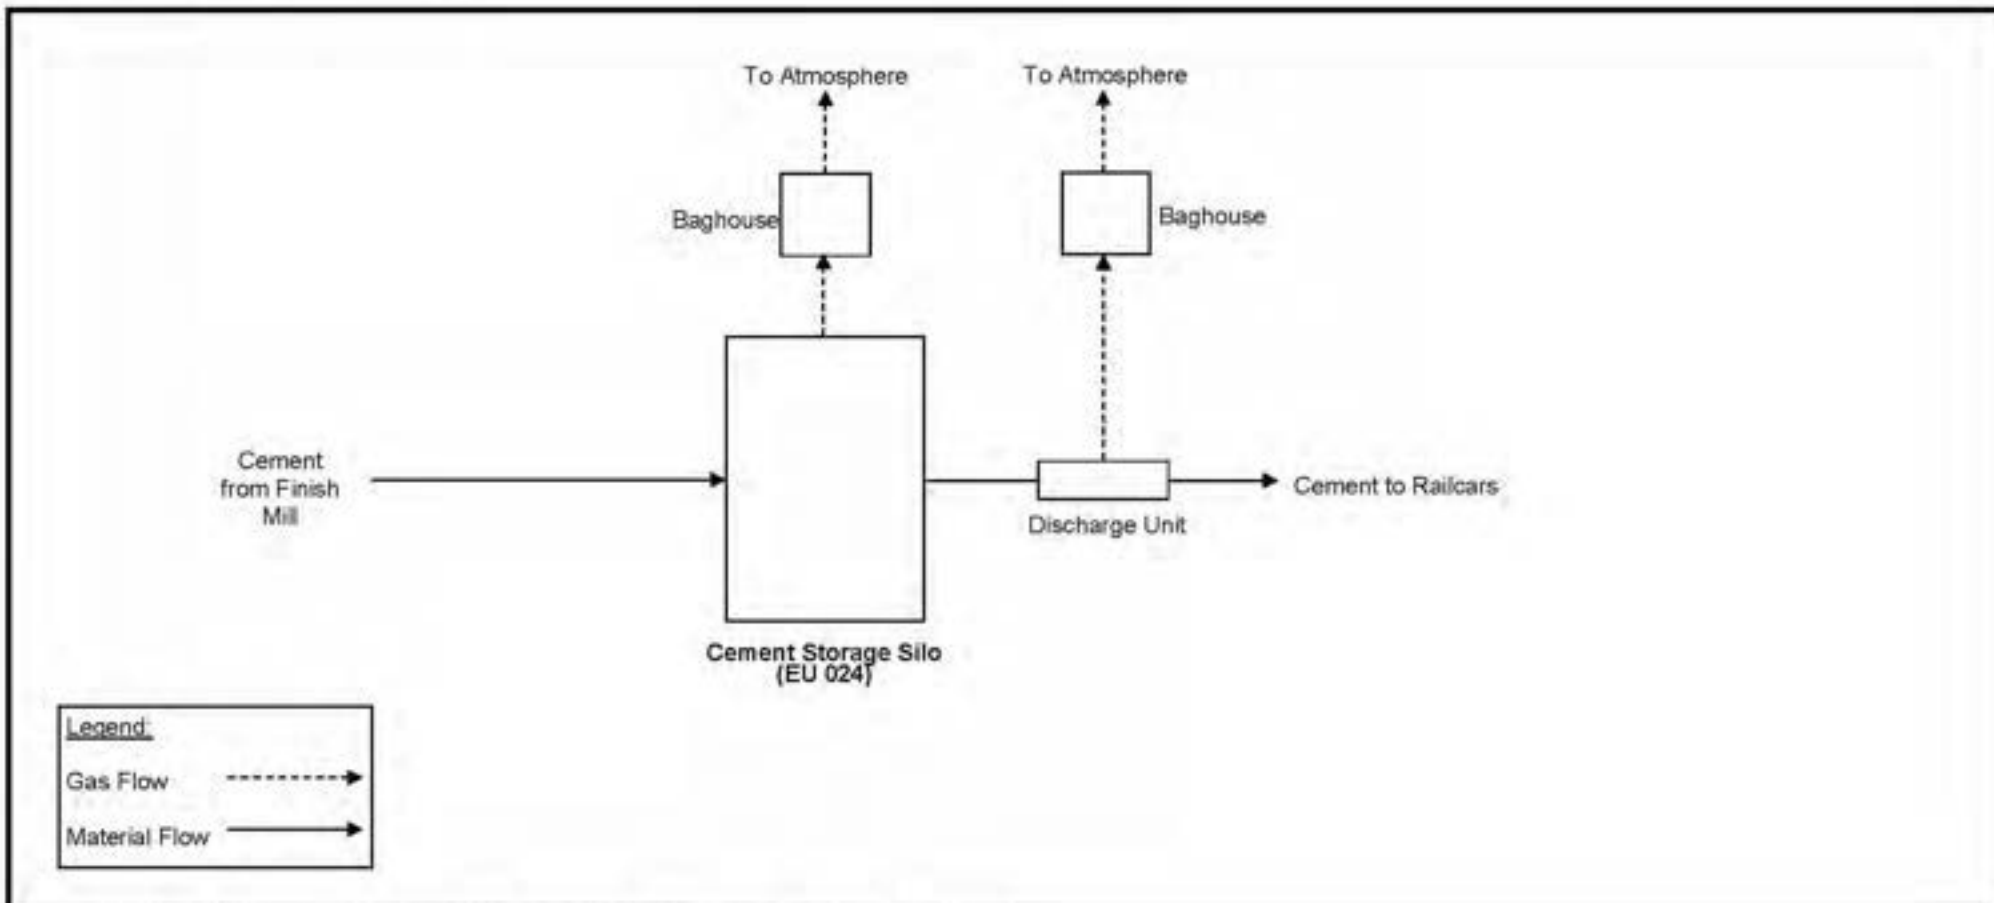 To Atmosphere
To Atmosphere
Baghouse
Baghouse
Cement
from Finish
Mill
Cement to Railcars
Discharge Unit
Cement Storage Silo
(EU 024)
Legend:
Gas Flow
Material Flow